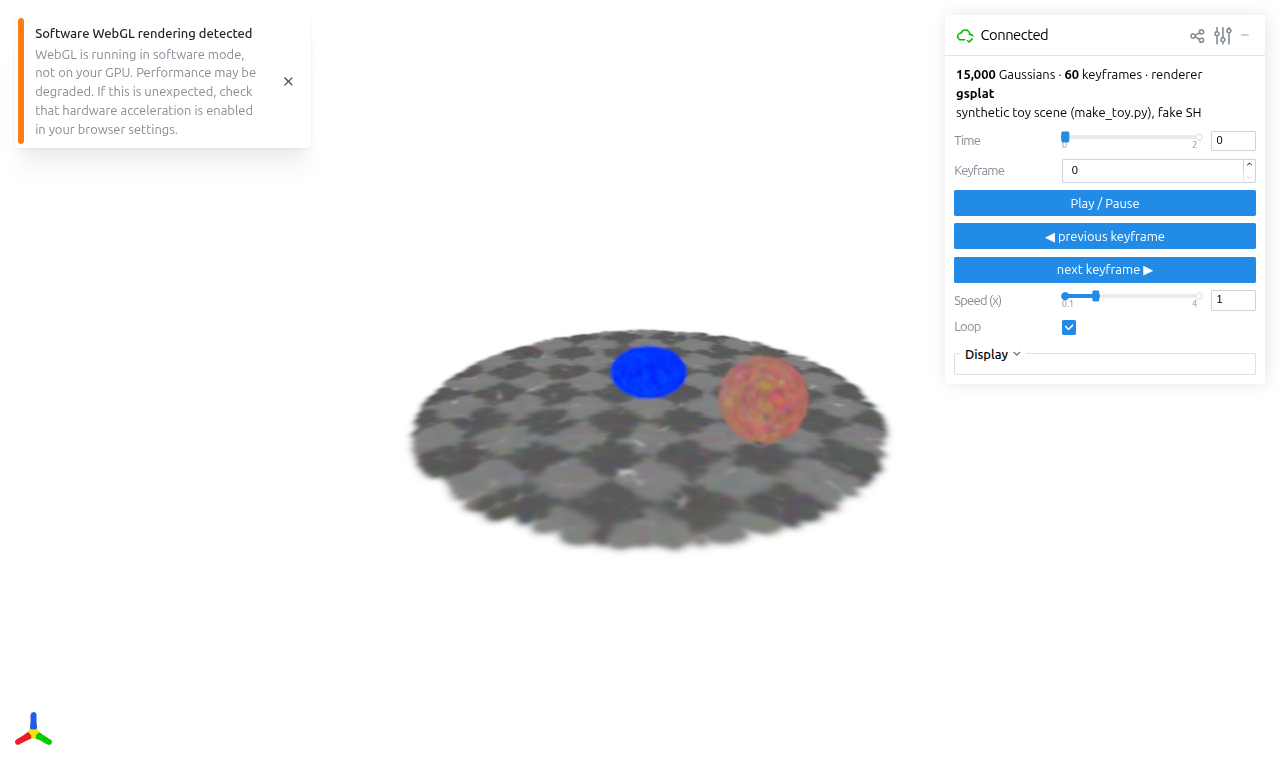 Software WebGL rendering detected
WebGL is running in software mode,
not on your GPU. Performance may be
degraded. If this is unexpected, check
that hardware acceleration is enabled
in your browser settings.
Connected
15,000 Gaussians · 60 keyframes · renderer
gsplat
synthetic toy scene (make_toy.py), fake SH
Time
0
2
0
Keyframe
0
Play / Pause
◀ previous keyframe
next keyframe ▶
Speed (x)
0.1
4
1
Loop
Display